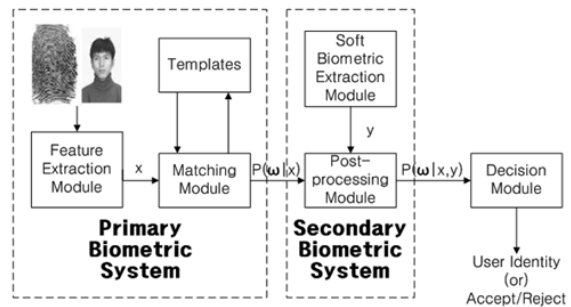 Templates
Soft
Biometric
Extraction
Module
y
Feature
Extraction
Module
x
Matching
Module
P(ω|x)
Post-
processing
Module
P(ω|x,y)
Decision
Module
Primary
Biometric
System
Secondary
Biometric
System
User Identity
(or)
Accept/Reject